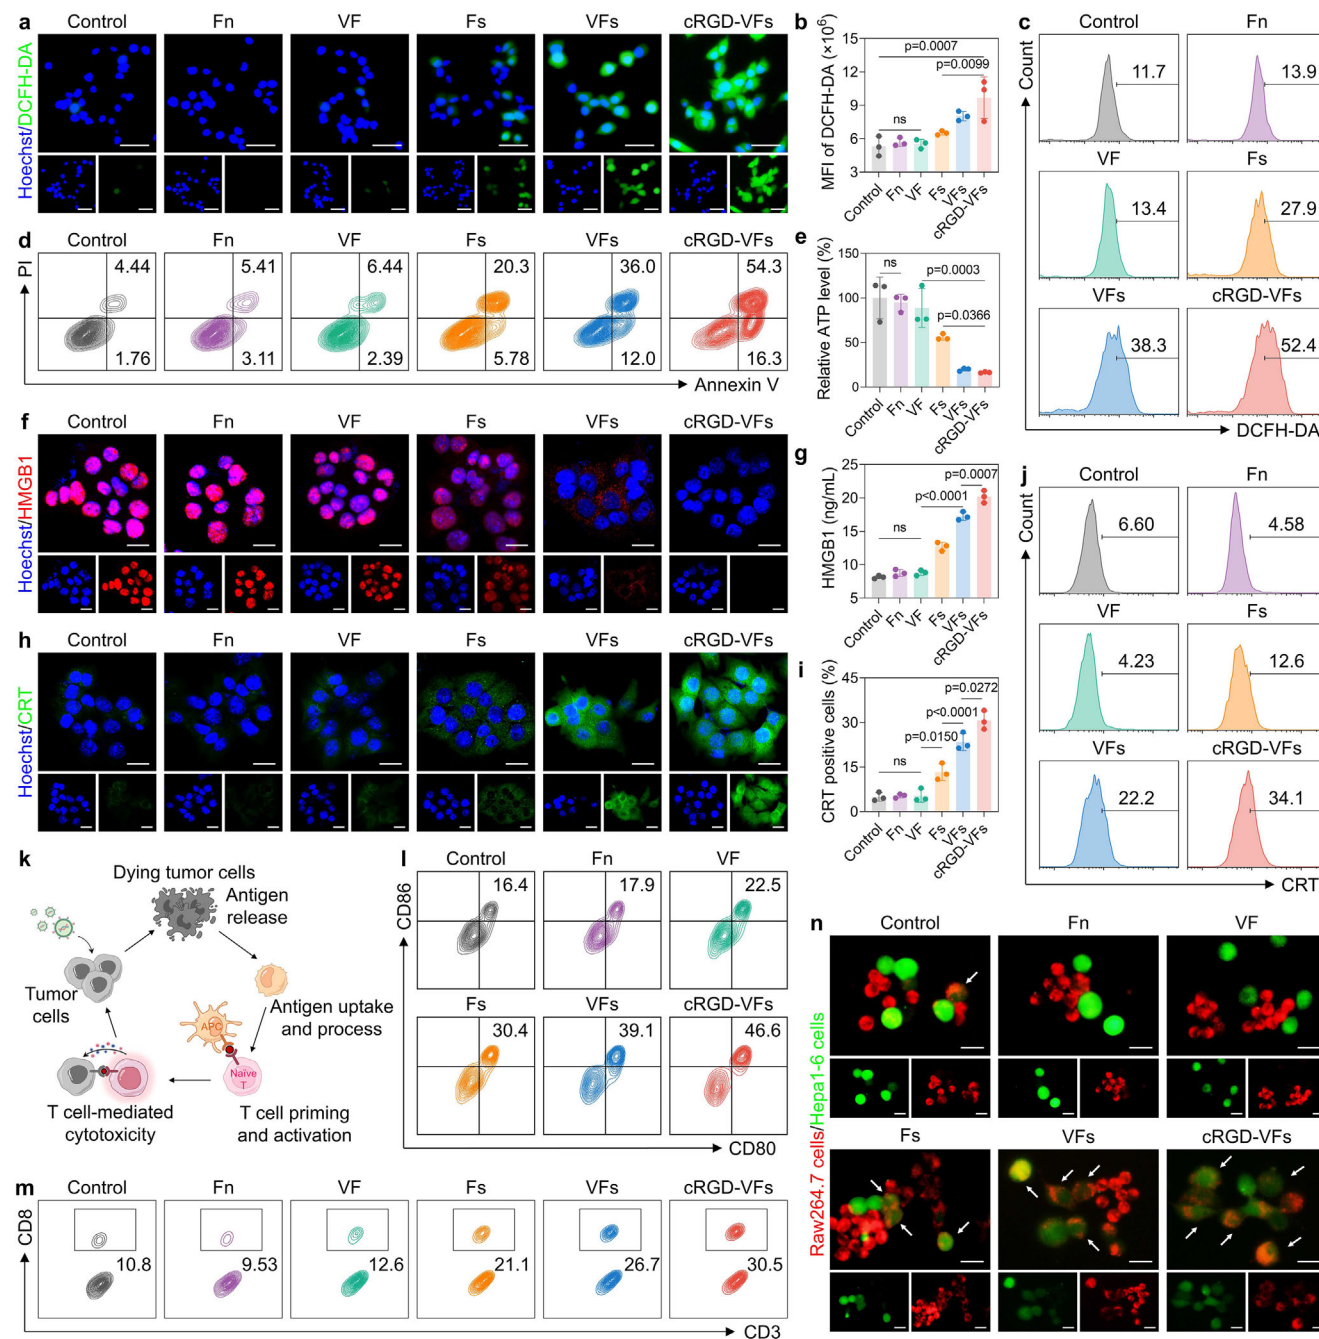 a
Control Fn VF Fs VFs cRGD-VFs
Hoechst/DCFH-DA
b
MFI of DCFH-DA (×10⁶)
15
12
9
6
3
p=0.0007
p=0.0099
ns
Control Fn VF Fs VFs cRGD-VFs
c
Count
Control Fn
11.7 13.9
VF Fs
13.4 27.9
VFs cRGD-VFs
38.3 52.4
DCFH-DA
d
Control Fn VF Fs VFs cRGD-VFs
PI
4.44 5.41 6.44 20.3 36.0 54.3
1.76 3.11 2.39 5.78 12.0 16.3
Annexin V
e
Relative ATP level (%)
150
100
50
0
ns
p=0.0003
p=0.0366
Control Fn VF Fs VFs cRGD-VFs
f
Control Fn VF Fs VFs cRGD-VFs
Hoechst/HMGB1
g
HMGB1 (ng/mL)
25
20
15
10
5
p=0.0007
p<0.0001
ns
Control Fn VF Fs VFs cRGD-VFs
h
Control Fn VF Fs VFs cRGD-VFs
Hoechst/CRT
i
CRT positive cells (%)
45
30
15
0
p=0.0272
p<0.0001
p=0.0150
ns
Control Fn VF Fs VFs cRGD-VFs
j
Count
Control Fn
6.60 4.58
VF Fs
4.23 12.6
VFs cRGD-VFs
22.2 34.1
CRT
k
Dying tumor cells
Antigen
release
Tumor
cells
Antigen uptake
and process
APC
Naïve
T
T cell-mediated
cytotoxicity
T cell priming
and activation
l
Control Fn VF
CD86
16.4 17.9 22.5
Fs VFs cRGD-VFs
30.4 39.1 46.6
CD80
m
Control Fn VF Fs VFs cRGD-VFs
CD8
10.8 9.53 12.6 21.1 26.7 30.5
CD3
n
Control Fn VF
Raw264.7 cells/Hepa1-6 cells
Fs VFs cRGD-VFs